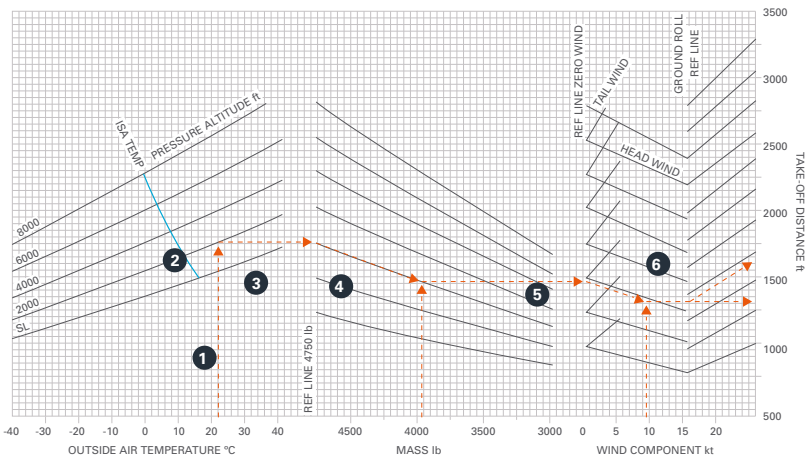 3500
3000
2500
2000
1500
1000
500
TAKE-OFF DISTANCE ft
ISA TEMP
PRESSURE ALTITUDE ft
8000
6000
4000
2000
SL
REF LINE 4750 lb
REF LINE ZERO WIND
TAIL WIND
HEAD WIND
GROUND ROLL
REF LINE
1
2
3
4
5
6
-40 -30 -20 -10 0 10 20 30 40
OUTSIDE AIR TEMPERATURE ºC
4500 4000 3500 3000
MASS lb
0 10 15 20
WIND COMPONENT kt